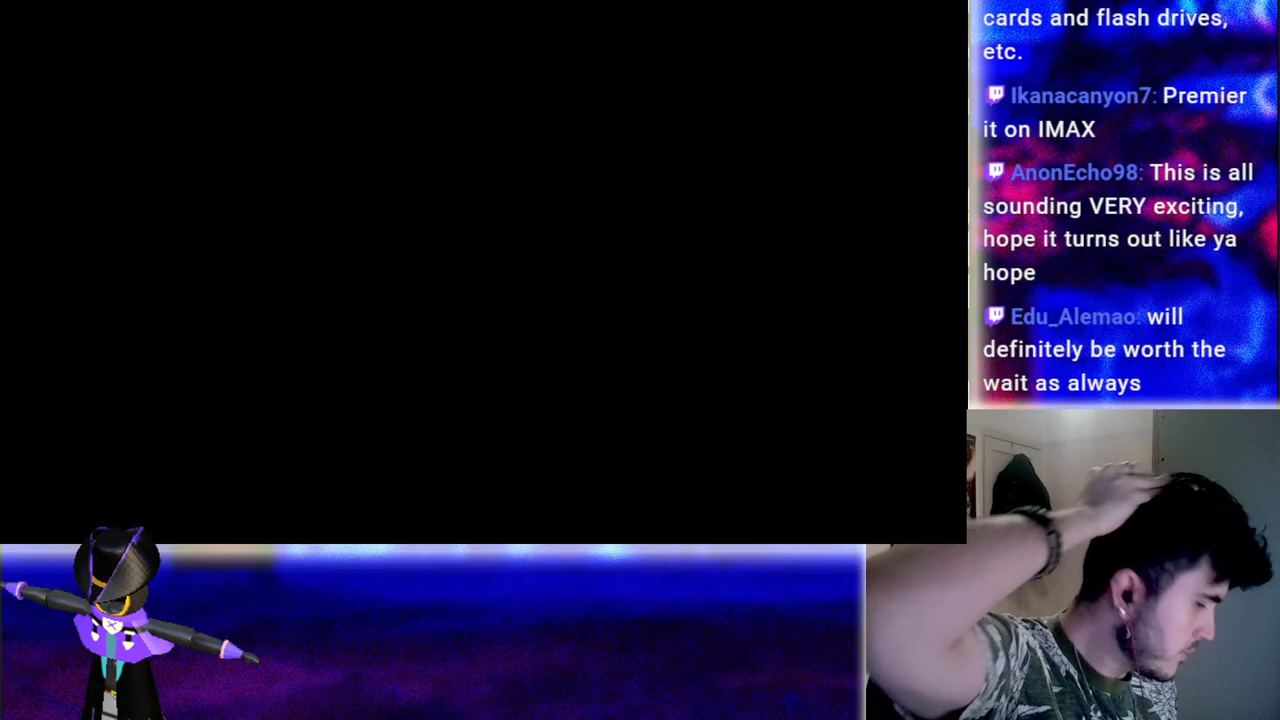 cards and flash drives,
etc.
Ikanacanyon7: Premier
it on IMAX
AnonEcho98: This is all
sounding VERY exciting,
hope it turns out like ya
hope
Edu_Alemao: will
definitely be worth the
wait as always